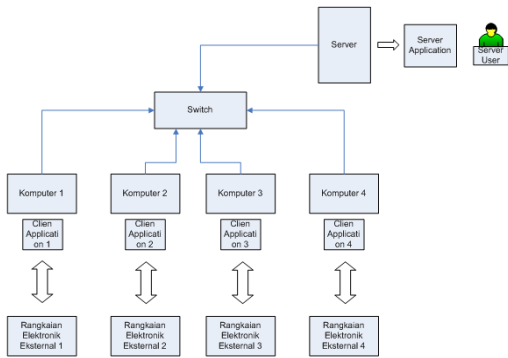 Server
Server
Application
Server
User
Switch
Komputer 1
Komputer 2
Komputer 3
Komputer 4
Clien
Applicati
on 1
Clien
Applicati
on 2
Clien
Applicati
on 3
Clien
Applicati
on 4
Rangkaian
Elektronik
Eksternal 1
Rangkaian
Elektronik
Eksternal 2
Rangkaian
Elektronik
Eksternal 3
Rangkaian
Elektronik
Eksternal 4